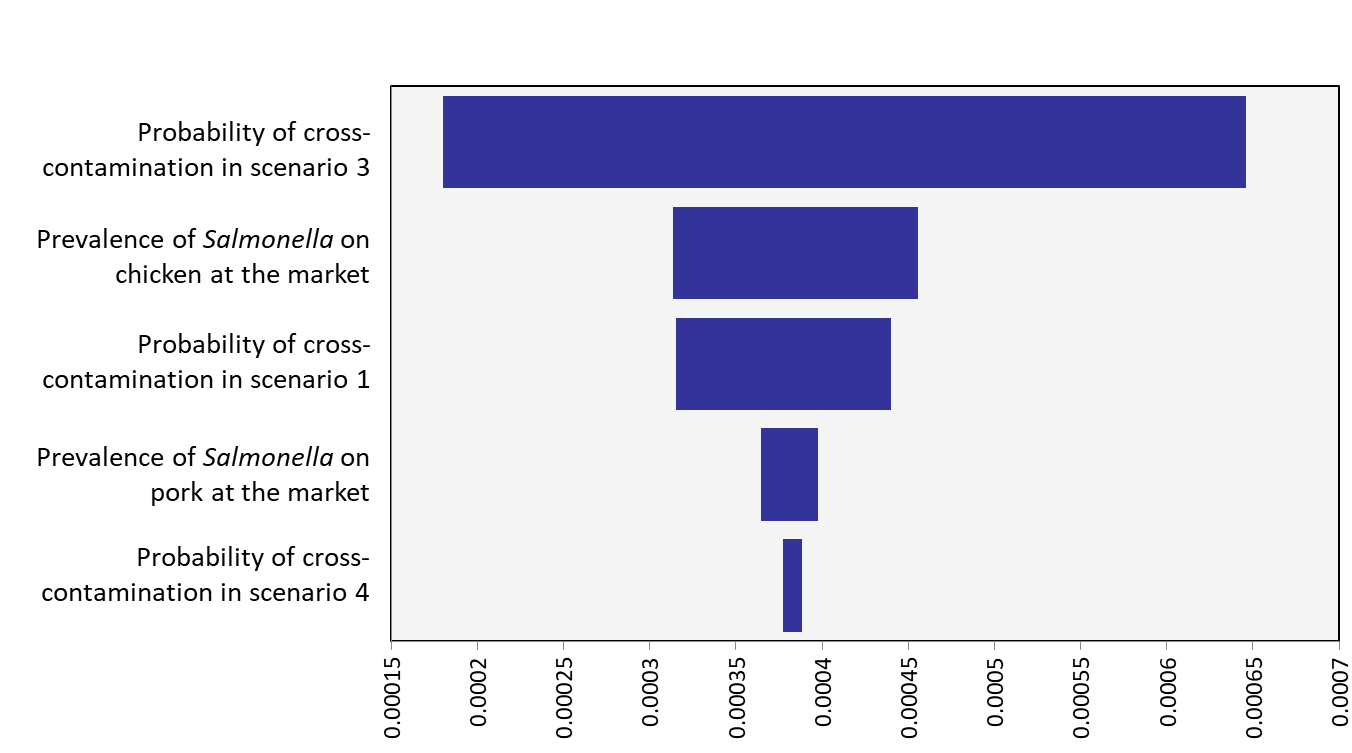 Probability of cross-
contamination in scenario 3
Prevalence of Salmonella on
chicken at the market
Probability of cross-
contamination in scenario 1
Prevalence of Salmonella on
pork at the market
Probability of cross-
contamination in scenario 4
0.00015
0.0002
0.00025
0.0003
0.00035
0.0004
0.00045
0.0005
0.00055
0.0006
0.00065
0.0007